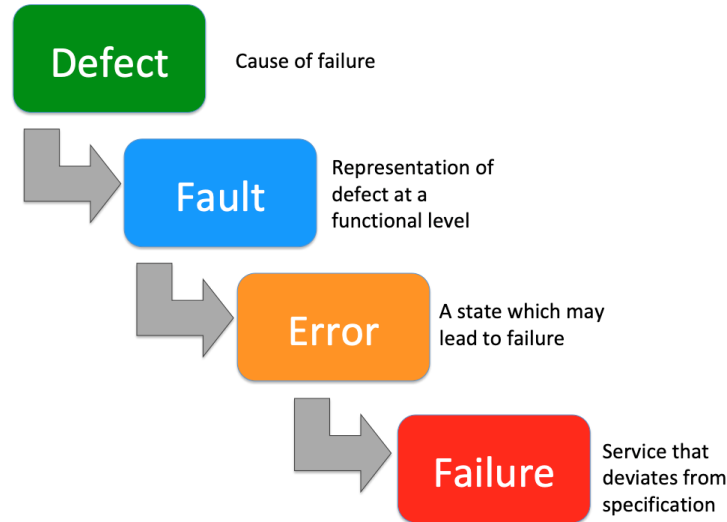 Defect
Cause of failure
Fault
Representation of
defect at a
functional level
Error
A state which may
lead to failure
Failure
Service that
deviates from
specification